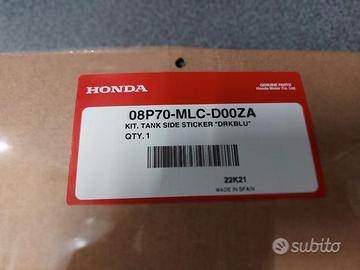 HONDA
GENUINE PARTS
Honda Motor Co., Ltd.
08P70-MLC-D00ZA
KIT. TANK SIDE STICKER "DRKBLU"
QTY. 1
22K21
MADE IN SPAIN
subito